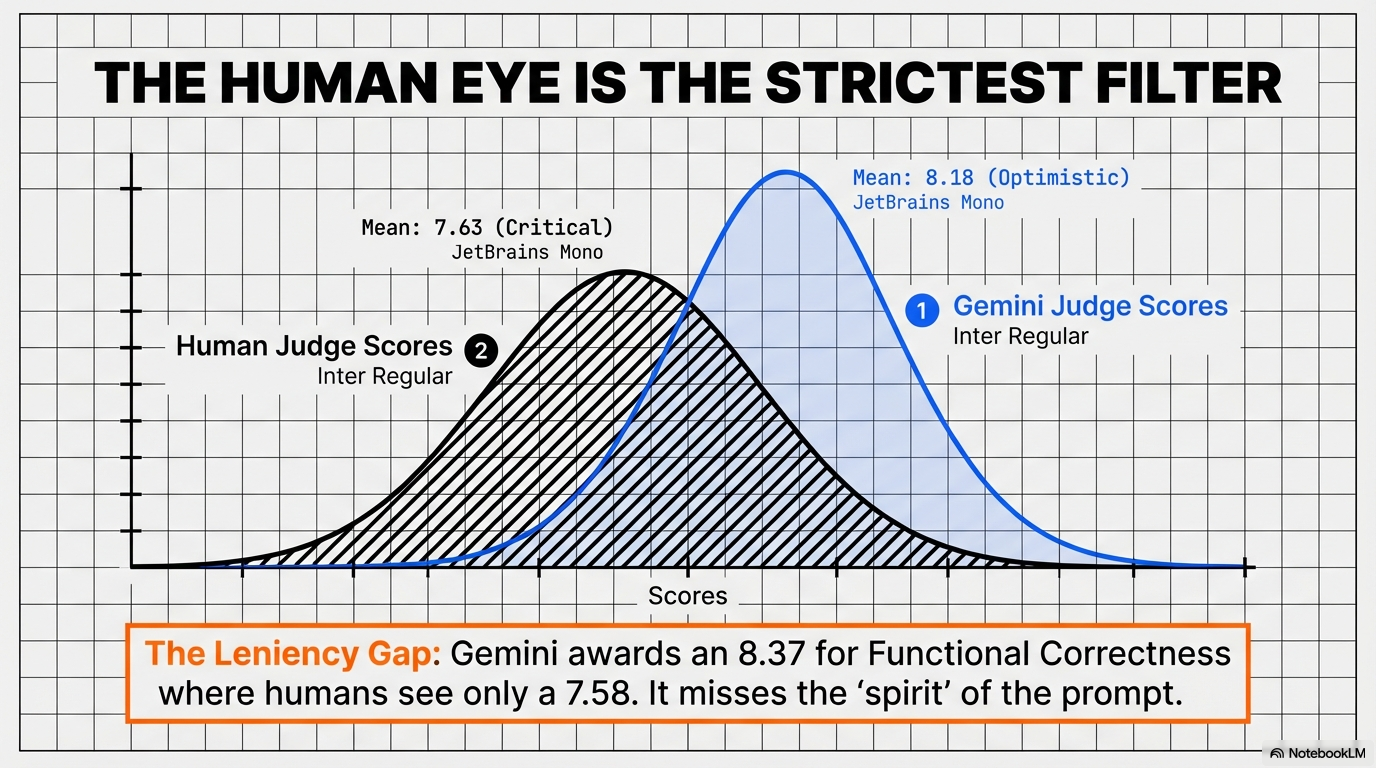 THE HUMAN EYE IS THE STRICTEST FILTER
Mean: 8.18 (Optimistic)
JetBrains Mono
Mean: 7.63 (Critical)
JetBrains Mono
1 Gemini Judge Scores
Inter Regular
Human Judge Scores 2
Inter Regular
Scores
The Leniency Gap: Gemini awards an 8.37 for Functional Correctness
where humans see only a 7.58. It misses the ‘spirit’ of the prompt.
NotebookLM